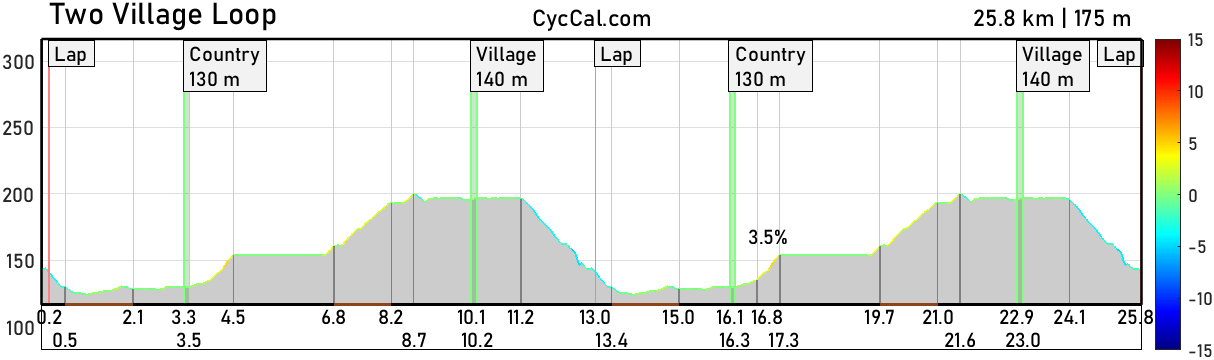 Two Village Loop
CycCal.com
25.8 km | 175 m
Lap
Country
130 m
Village
140 m
Lap
Country
130 m
Village
140 m
Lap
300
250
200
150
100
3.5%
0.2 2.1 3.3 4.5 6.8 8.2 10.1 11.2 13.0 15.0 16.1 16.8 19.7 21.0 22.9 24.1 25.8
0.5 3.5 8.7 10.2 13.4 16.3 17.3 21.6 23.0
15
10
5
0
-5
-10
-15